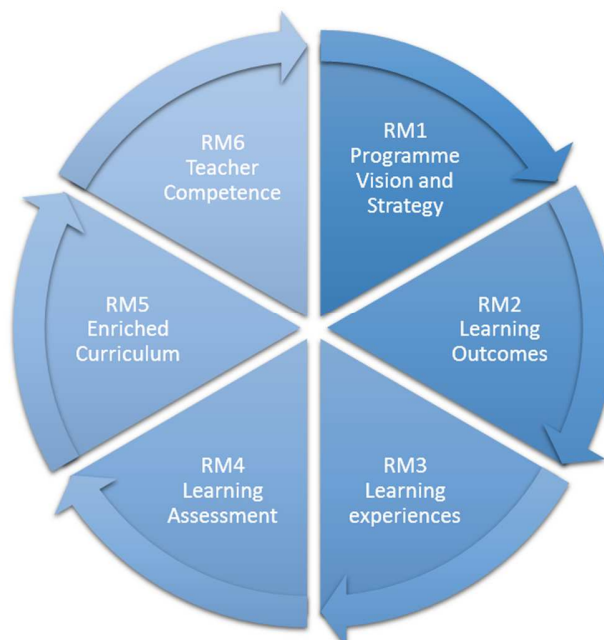 RM1
Programme
Vision and
Strategy
RM2
Learning
Outcomes
RM3
Learning
experiences
RM4
Learning
Assessment
RM5
Enriched
Curriculum
RM6
Teacher
Competence